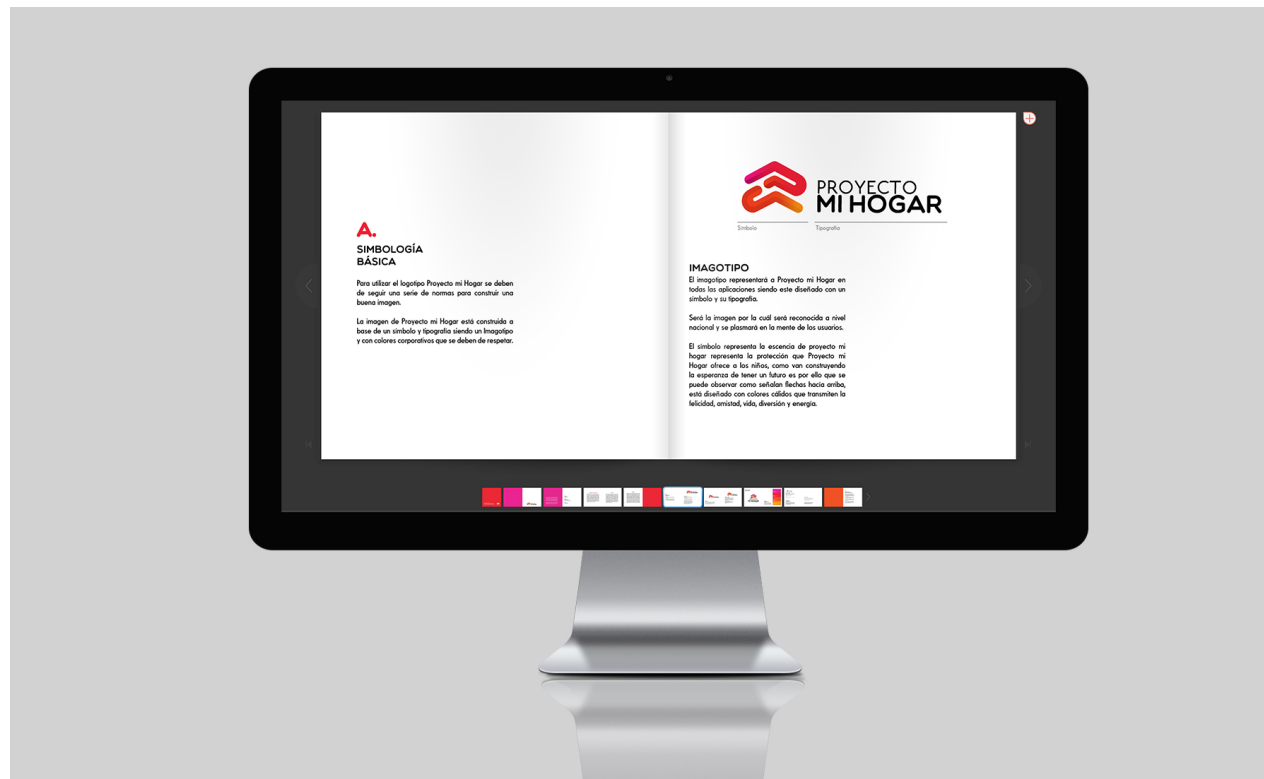 A.
SIMBOLOGÍA
BÁSICA
Para utilizar el logotipo Proyecto mi Hogar se deben
de seguir una serie de normas para construir una
buena imagen.
La imagen de Proyecto mi Hogar está construida a
base de un símbolo y tipografía siendo un Imagotipo
y con colores corporativos que se deben de respetar.
PROYECTO
MI HOGAR
Símbolo
Tipografía
IMAGOTIPO
El imagotipo representará a Proyecto mi Hogar en
todas las aplicaciones siendo este diseñado con un
símbolo y su tipografía.
Será la imagen por la cuál será reconocida a nivel
nacional y se plasmará en la mente de los usuarios.
El símbolo representa la escencia de proyecto mi
hogar representa la protección que Proyecto mi
Hogar ofrece a los niños, como van construyendo
la esperanza de tener un futuro es por ello que se
puede observar como señalan flechas hacia arriba,
está diseñado con colores cálidos que transmiten la
felicidad, amistad, vida, diversión y energía.